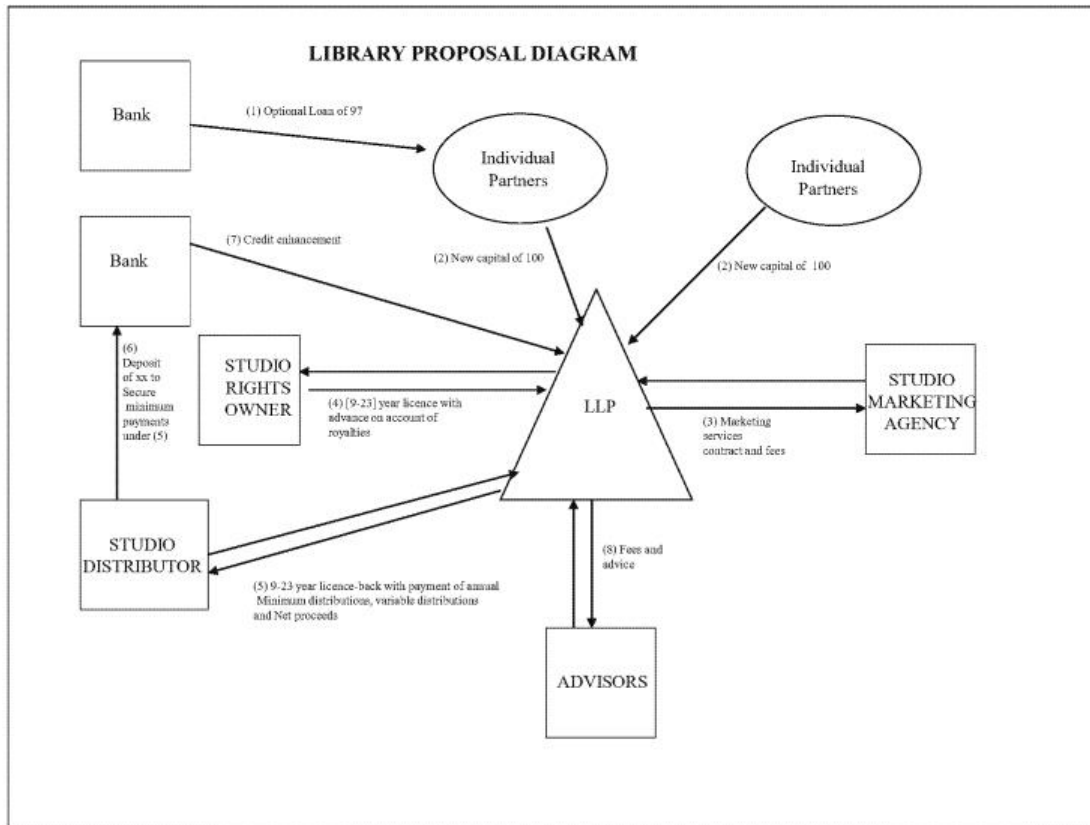 LIBRARY PROPOSAL DIAGRAM
Bank
(1) Optional Loan of 97
Individual
Partners
Individual
Partners
Bank
(7) Credit enhancement
(2) New capital of 100
(2) New capital of 100
(6)
Deposit
of xx to
Secure
minimum
payments
under (5)
STUDIO
RIGHTS
OWNER
(4) [9-23] year licence with
advance on account of
royalties
LLP
STUDIO
MARKETING
AGENCY
(3) Marketing
services
contract and fees
STUDIO
DISTRIBUTOR
(5) 9-23 year licence-back with payment of annual
Minimum distributions, variable distributions
and Net proceeds
(8) Fees and
advice
ADVISORS